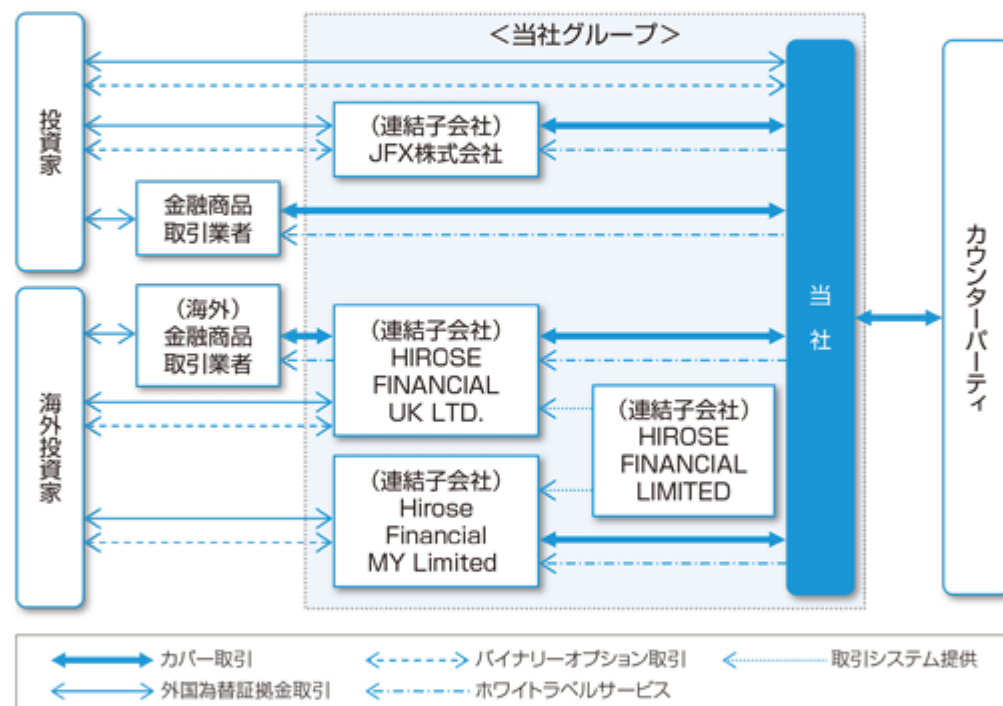 ＜当社グループ＞
投資家
（連結子会社）
JFX株式会社
金融商品
取引業者
海外投資家
（海外）
金融商品
取引業者
（連結子会社）
HIROSE
FINANCIAL
UK LTD.
（連結子会社）
HIROSE
FINANCIAL
LIMITED
（連結子会社）
Hirose
Financial
MY Limited
当社
カウンターパーティ
カバー取引
バイナリーオプション取引
取引システム提供
外国為替証拠金取引
ホワイトラベルサービス